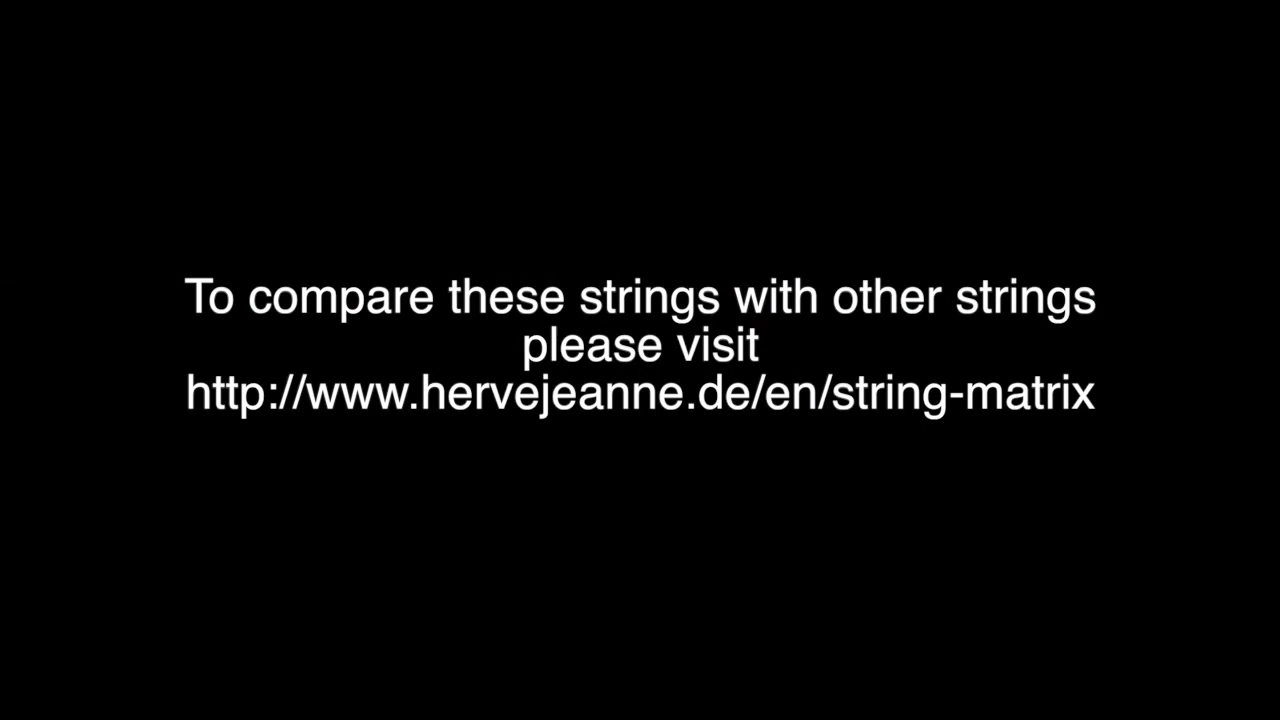 To compare these strings with other strings
please visit
http://www.hervejeanne.de/en/string-matrix